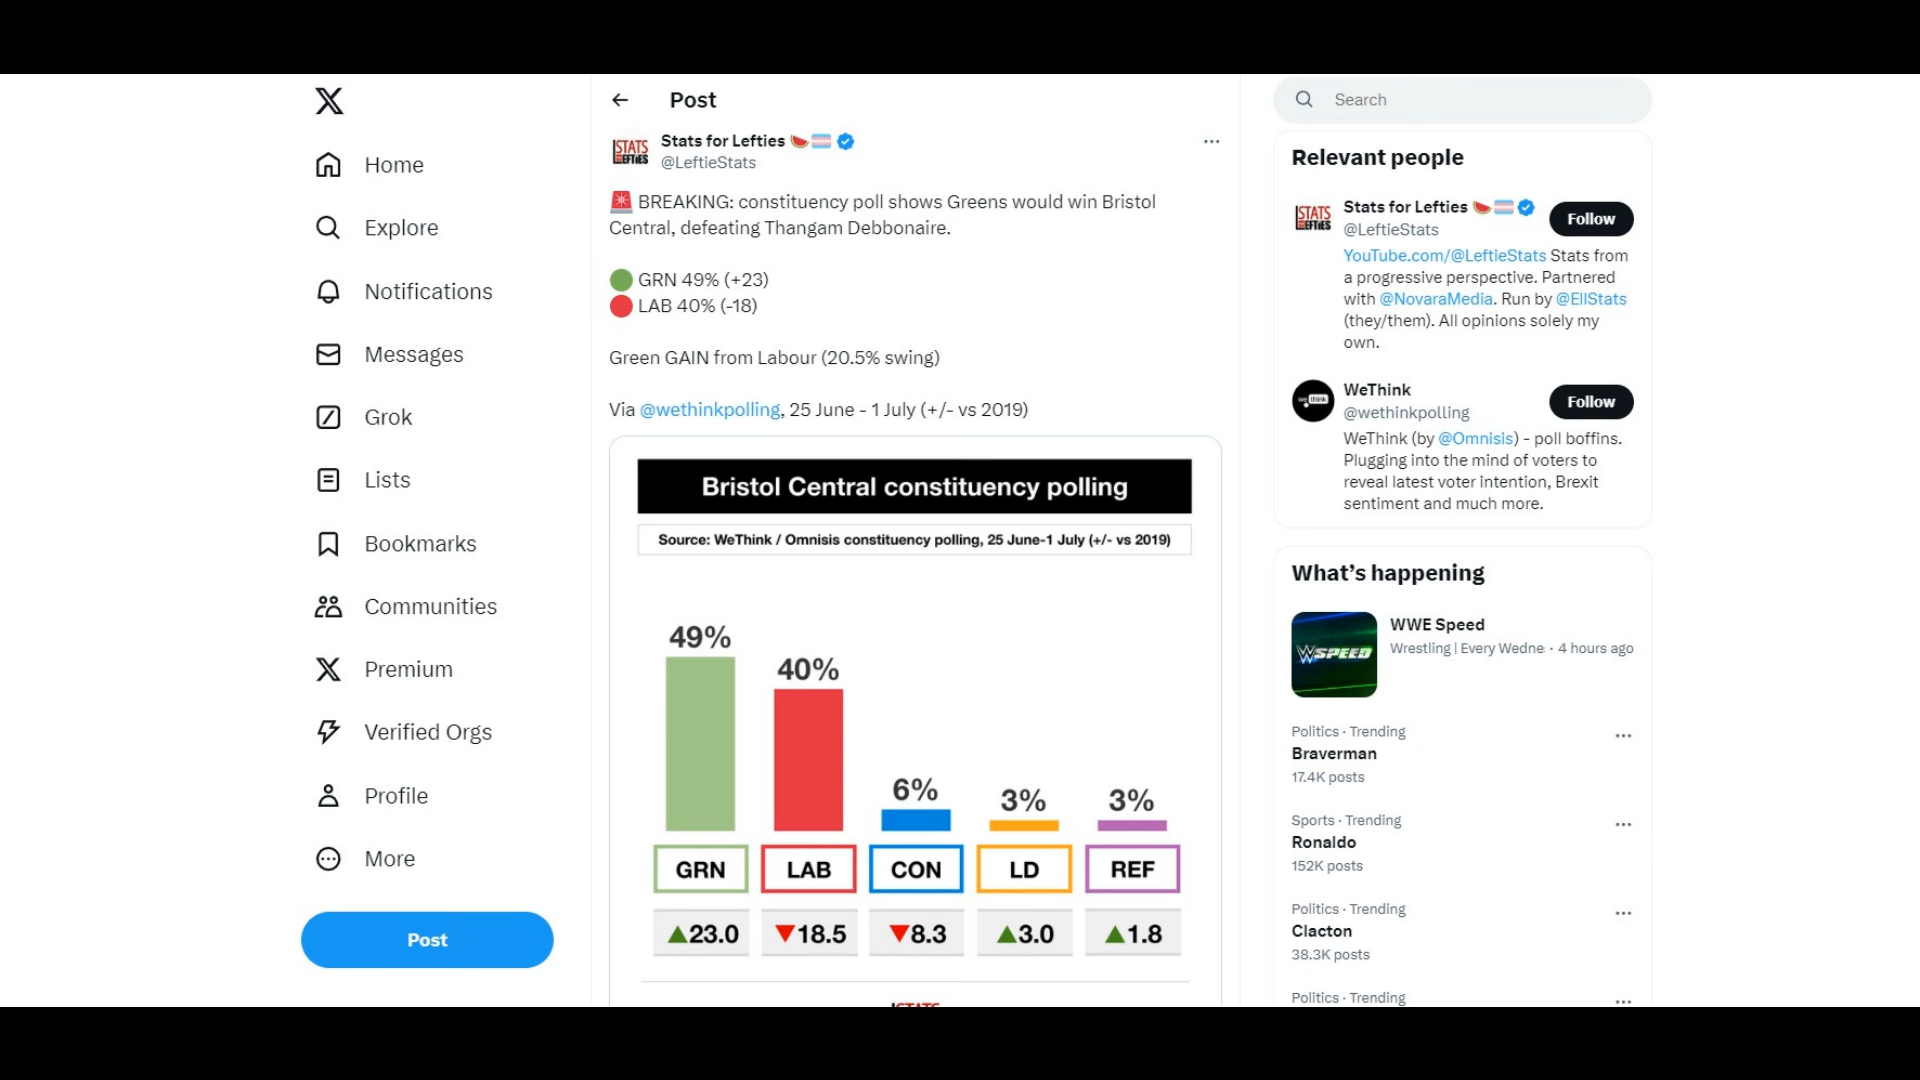 Home
Explore
Notifications
Messages
Grok
Lists
Bookmarks
Communities
Premium
Verified Orgs
Profile
More
Post
Post
STATS
Stats for Lefties
@LeftieStats
BREAKING: constituency poll shows Greens would win Bristol
Central, defeating Thangam Debbonaire.
GRN 49% (+23)
LAB 40% (-18)
Green GAIN from Labour (20.5% swing)
Via @wethinkpolling, 25 June - 1 July (+/- vs 2019)
Bristol Central constituency polling
Source: WeThink / Omnisis constituency polling, 25 June-1 July (+/- vs 2019)
49%
40%
6%
3%
3%
GRN
LAB
CON
LD
REF
▲23.0
▼18.5
▼8.3
▲3.0
▲1.8
Search
Relevant people
STATS
Stats for Lefties
@LeftieStats
Follow
YouTube.com/@LeftieStats Stats from
a progressive perspective. Partnered
with @NovaraMedia. Run by @EllStats
(they/them). All opinions solely my
own.
WeThink
@wethinkpolling
Follow
WeThink (by @Omnisis) - poll boffins.
Plugging into the mind of voters to
reveal latest voter intention, Brexit
sentiment and much more.
What's happening
WSPEED
WWE Speed
Wrestling | Every Wedne · 4 hours ago
Politics · Trending
Braverman
17.4K posts
Sports · Trending
Ronaldo
152K posts
Politics · Trending
Clacton
38.3K posts
Politics · Trending